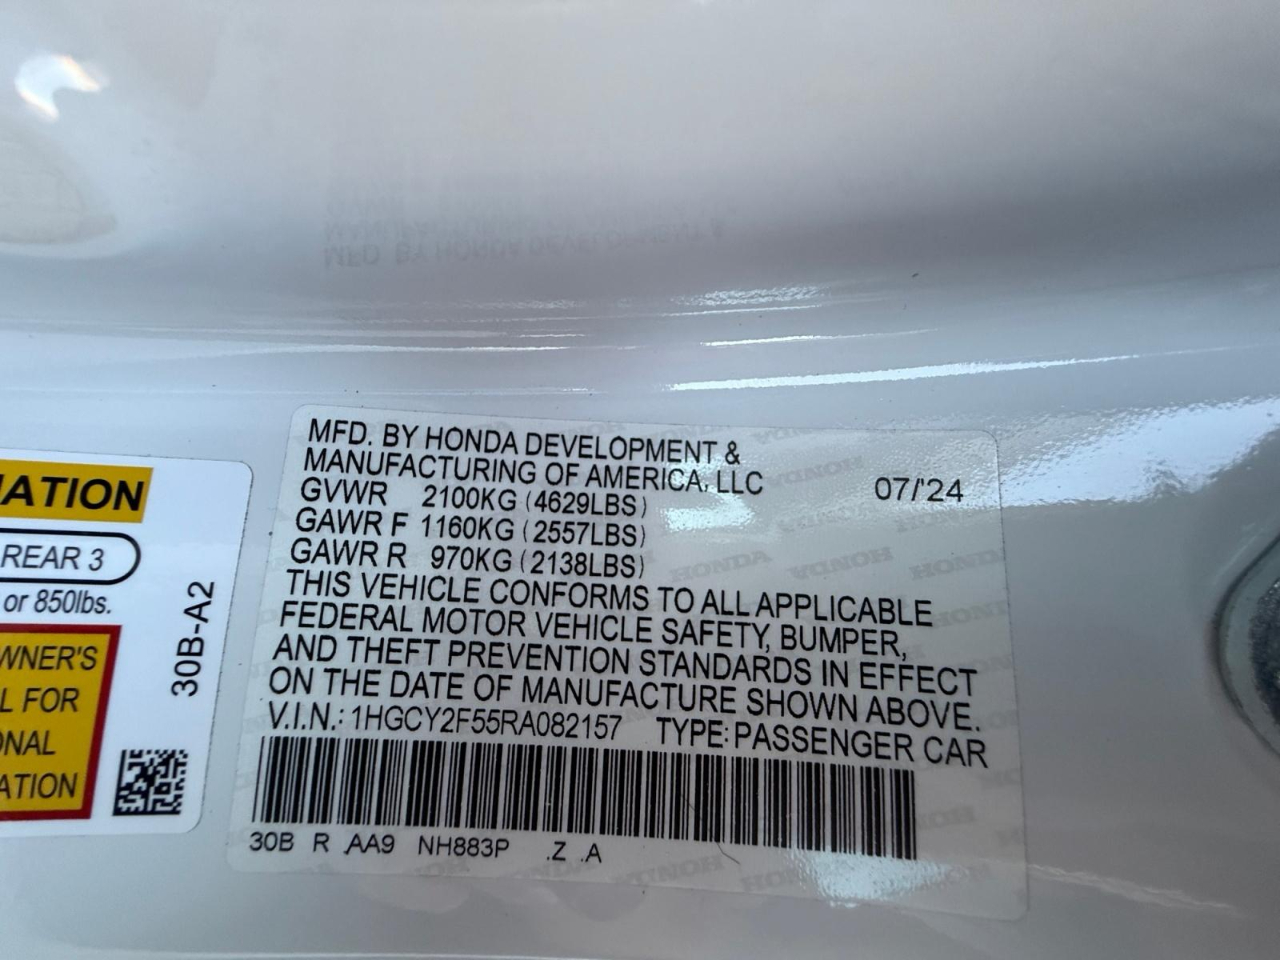 MFD. BY HONDA DEVELOPMENT &
MANUFACTURING OF AMERICA, LLC
07/'24
GVWR 2100KG (4629LBS)
GAWR F 1160KG (2557LBS)
GAWR R 970KG (2138LBS)
THIS VEHICLE CONFORMS TO ALL APPLICABLE
FEDERAL MOTOR VEHICLE SAFETY, BUMPER,
AND THEFT PREVENTION STANDARDS IN EFFECT
ON THE DATE OF MANUFACTURE SHOWN ABOVE.
V.I.N.: 1HGCY2F55RA082157 TYPE: PASSENGER CAR
30B R .AA9 NH883P .Z .A
MATION
REAR 3
or 850lbs.
WNER'S
L FOR
ONAL
ATION
30B-A2